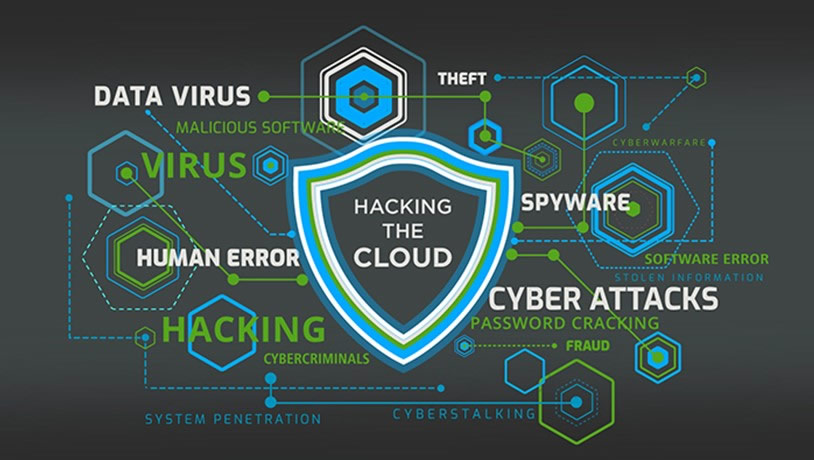 THEFT
DATA VIRUS
MALICIOUS SOFTWARE
CYBERWARFARE
VIRUS
HACKING
THE
CLOUD
SPYWARE
HUMAN ERROR
SOFTWARE ERROR
STOLEN INFORMATION
CYBER ATTACKS
HACKING
PASSWORD CRACKING
FRAUD
CYBERCRIMINALS
SYSTEM PENETRATION
CYBERSTALKING